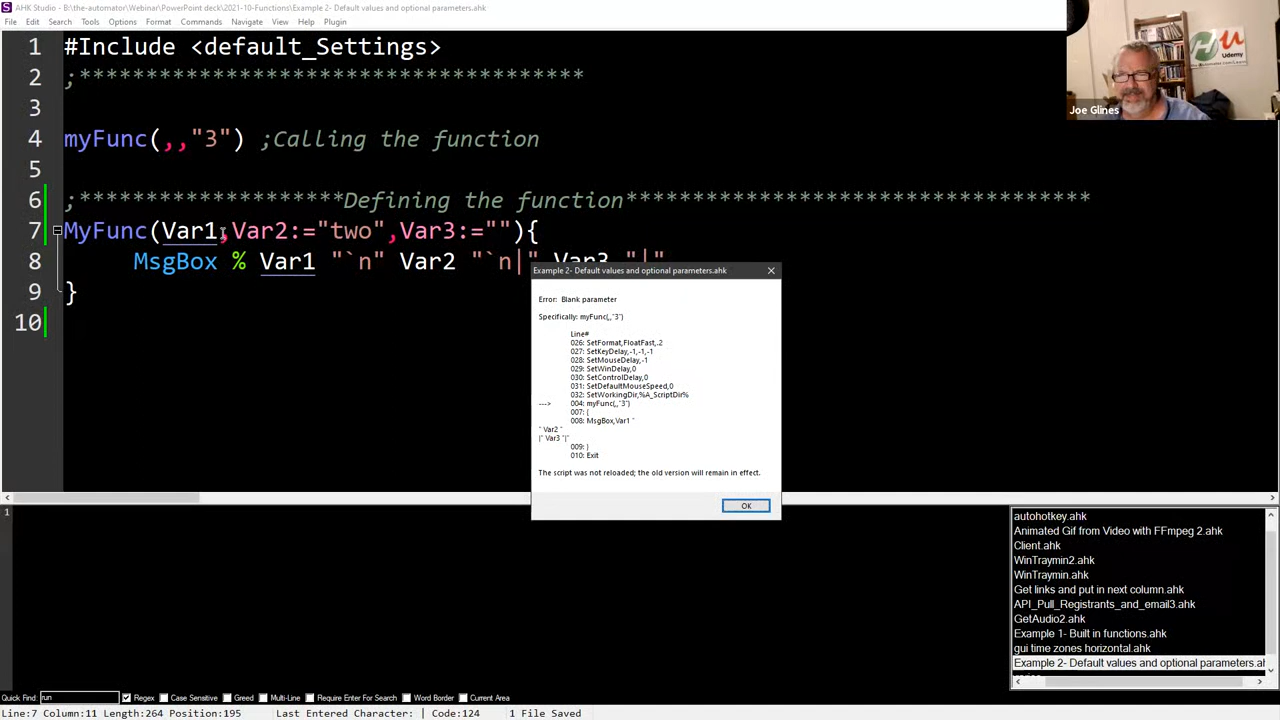 AHK Studio - B:\the-automator\Webinar\PowerPoint deck\2021-10-Functions\Example 2- Default values and optional parameters.ahk
File Edit Search Tools Options Format Commands Navigate View Help Plugin
1 #Include <default_Settings>
2 ;*************************************
3
4 myFunc(,,"3") ;Calling the function
5
6 ;*******************Defining the function*********************************
7 MyFunc(Var1,Var2:="two",Var3:=""){
8 MsgBox % Var1 "`n" Var2 "`n|" Var3 "|"
9 }
10
Udemy
Joe Glines
Example 2- Default values and optional parameters.ahk
Error: Blank parameter
Specifically: myFunc(,,"3")
Line#
026: SetFormat,FloatFast,.2
027: SetKeyDelay,-1,-1,-1
028: SetMouseDelay,-1
029: SetWinDelay,0
030: SetControlDelay,0
031: SetDefaultMouseSpeed,0
032: SetWorkingDir,%A_ScriptDir%
---> 004: myFunc(,,"3")
007: {
008: MsgBox,Var1 "
" Var2 "
|" Var3 "|"
009: }
010: Exit
The script was not reloaded; the old version will remain in effect.
OK
1
autohotkey.ahk
Animated Gif from Video with FFmpeg 2.ahk
Client.ahk
WinTraymin2.ahk
WinTraymin.ahk
Get links and put in next column.ahk
API_Pull_Registrants_and_email3.ahk
GetAudio2.ahk
Example 1- Built in functions.ahk
gui time zones horizontal.ahk
Example 2- Default values and optional parameters.ah
Quick Find: run Regex Case Sensitive Greed Multi-Line Require Enter For Search Word Border Current Area
Line:7 Column:11 Length:264 Position:195 Last Entered Character: | Code:124 1 File Saved